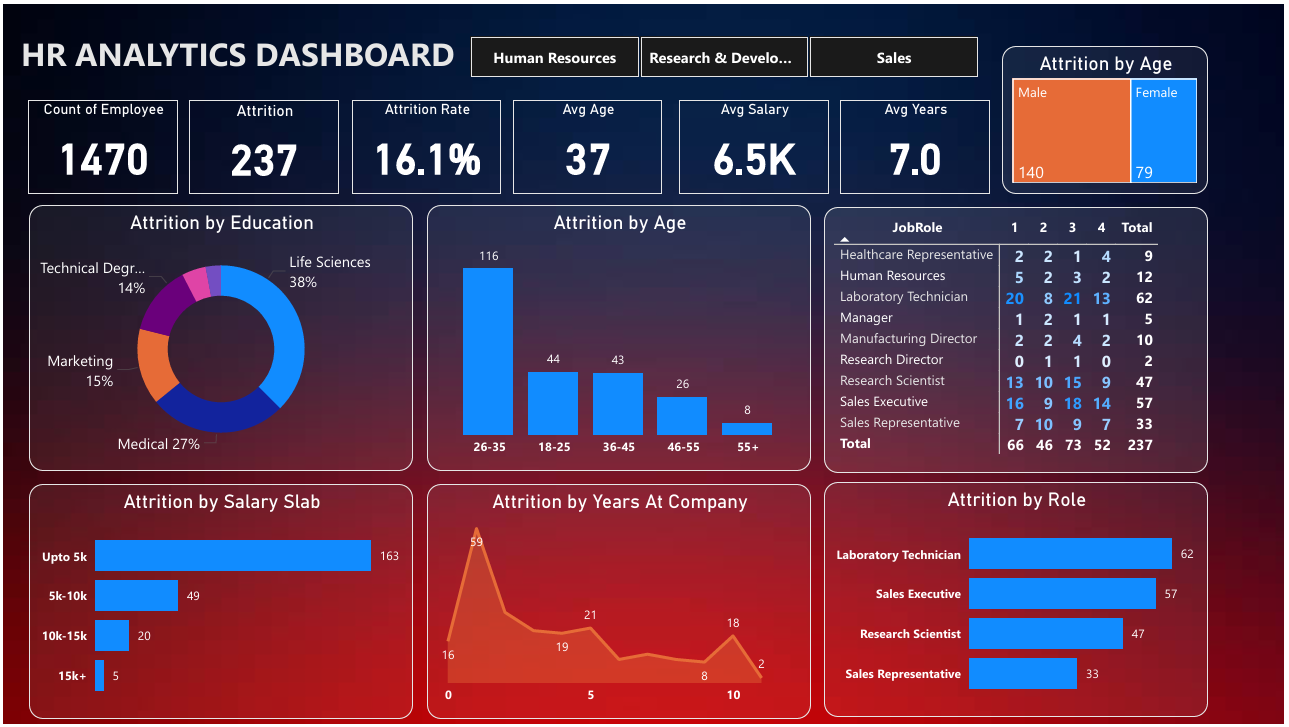 HR ANALYTICS DASHBOARD
Human Resources
Research & Develo...
Sales
Count of Employee
1470
Attrition
237
Attrition Rate
16.1%
Avg Age
37
Avg Salary
6.5K
Avg Years
7.0
Attrition by Age
Male Female
140 79
Attrition by Education
Life Sciences
38%
Technical Degr...
14%
Marketing
15%
Medical 27%
Attrition by Age
116
44
43
26
8
26-35 18-25 36-45 46-55 55+
JobRole 1 2 3 4 Total
Healthcare Representative 2 2 1 4 9
Human Resources 5 2 3 2 12
Laboratory Technician 20 8 21 13 62
Manager 1 2 1 1 5
Manufacturing Director 2 2 4 2 10
Research Director 0 1 1 0 2
Research Scientist 13 10 15 9 47
Sales Executive 16 9 18 14 57
Sales Representative 7 10 9 7 33
Total 66 46 73 52 237
Attrition by Salary Slab
Upto 5k 163
5k-10k 49
10k-15k 20
15k+ 5
Attrition by Years At Company
59
21
18
16
19
2
8
0 5 10
Attrition by Role
Laboratory Technician 62
Sales Executive 57
Research Scientist 47
Sales Representative 33